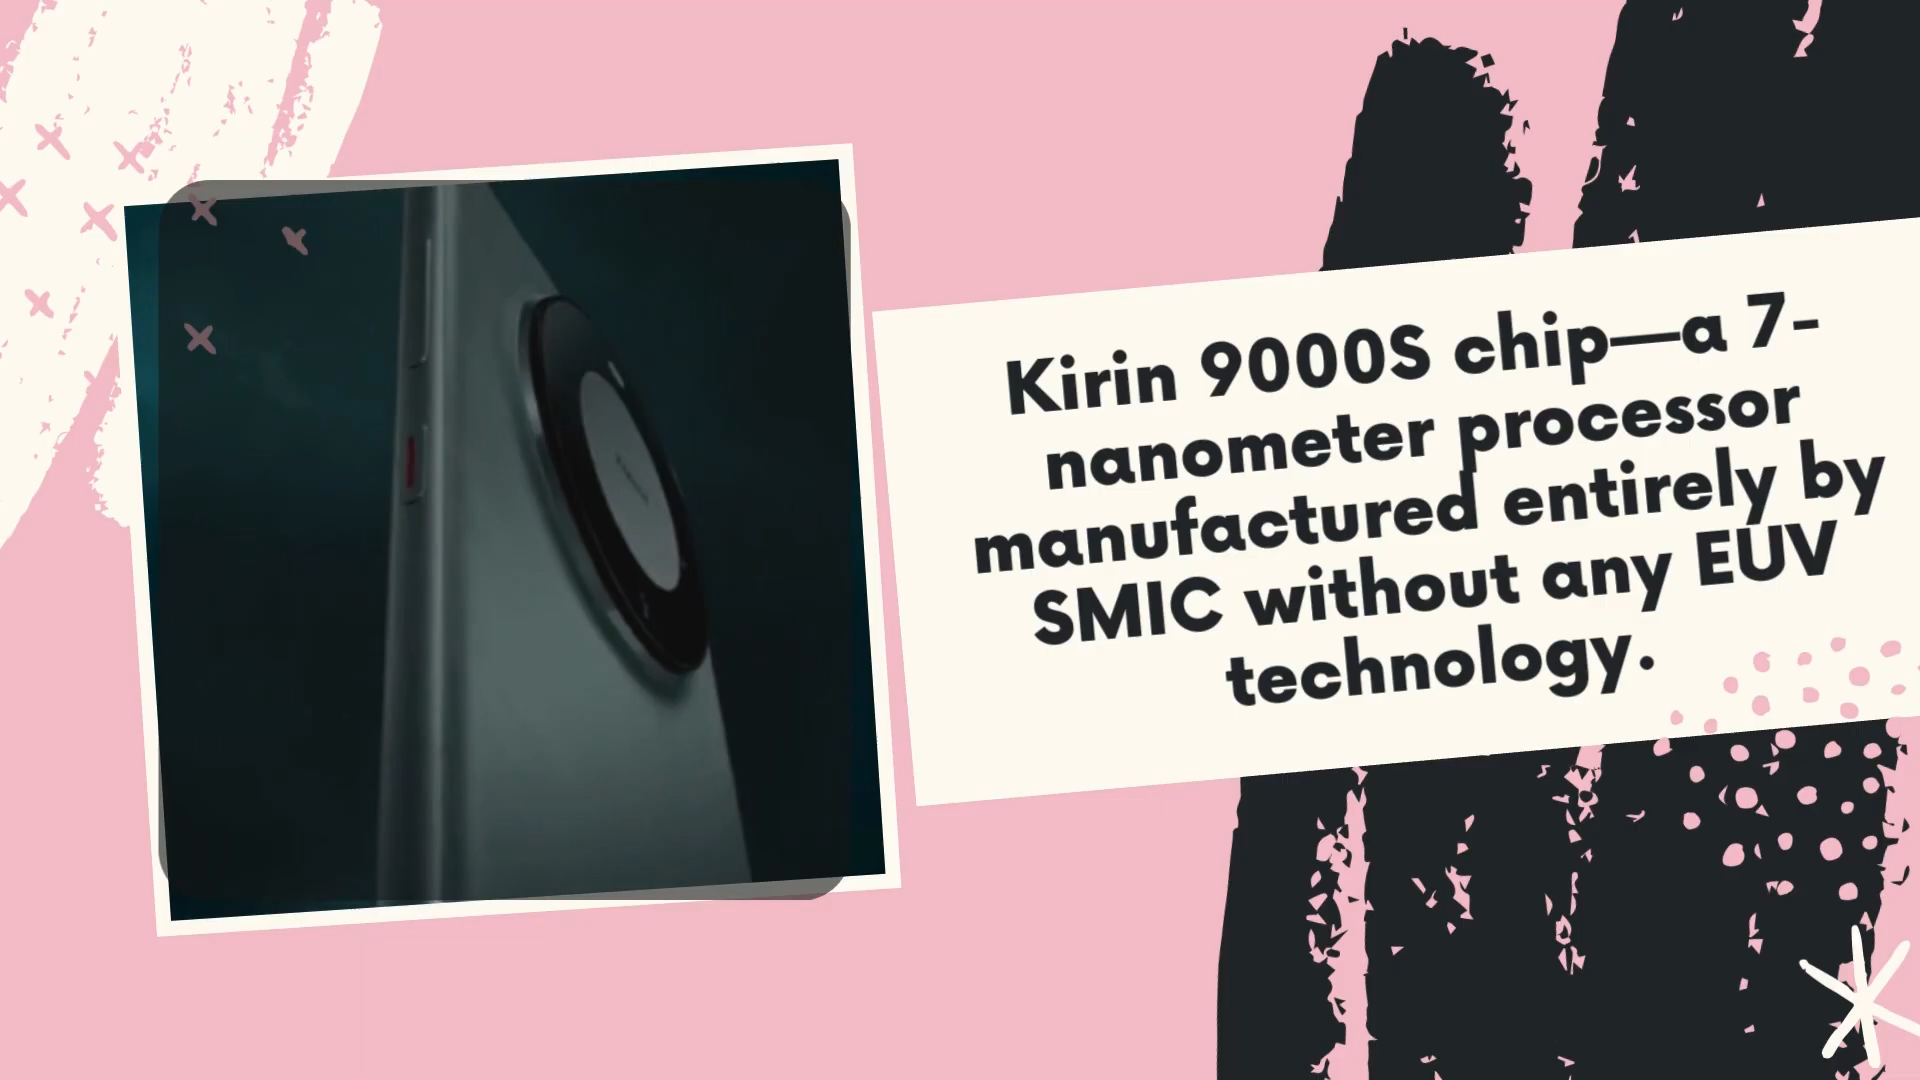 Kirin 9000S chip—a 7-
nanometer processor
manufactured entirely by
SMIC without any EUV
technology.